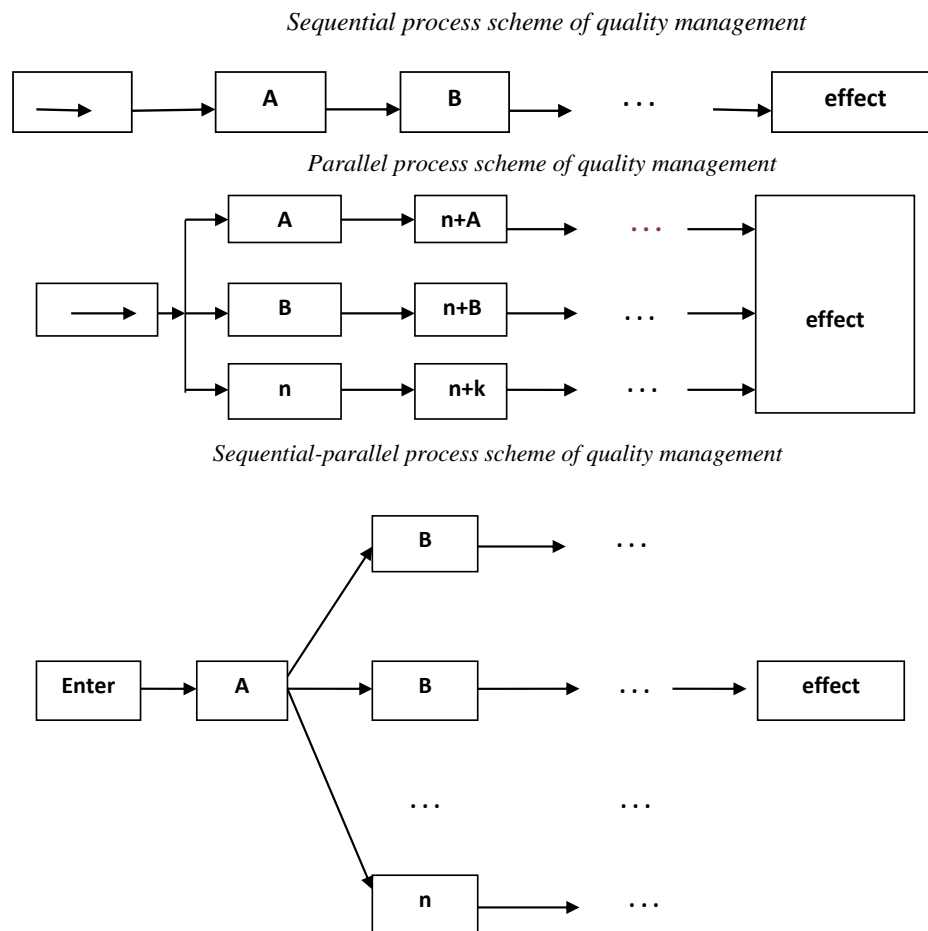 Sequential process scheme of quality management
A B ... effect
Parallel process scheme of quality management
A n+A ...
B n+B ... effect
n n+k ...
Sequential-parallel process scheme of quality management
B ...
Enter A B ... effect
... ...
n ...